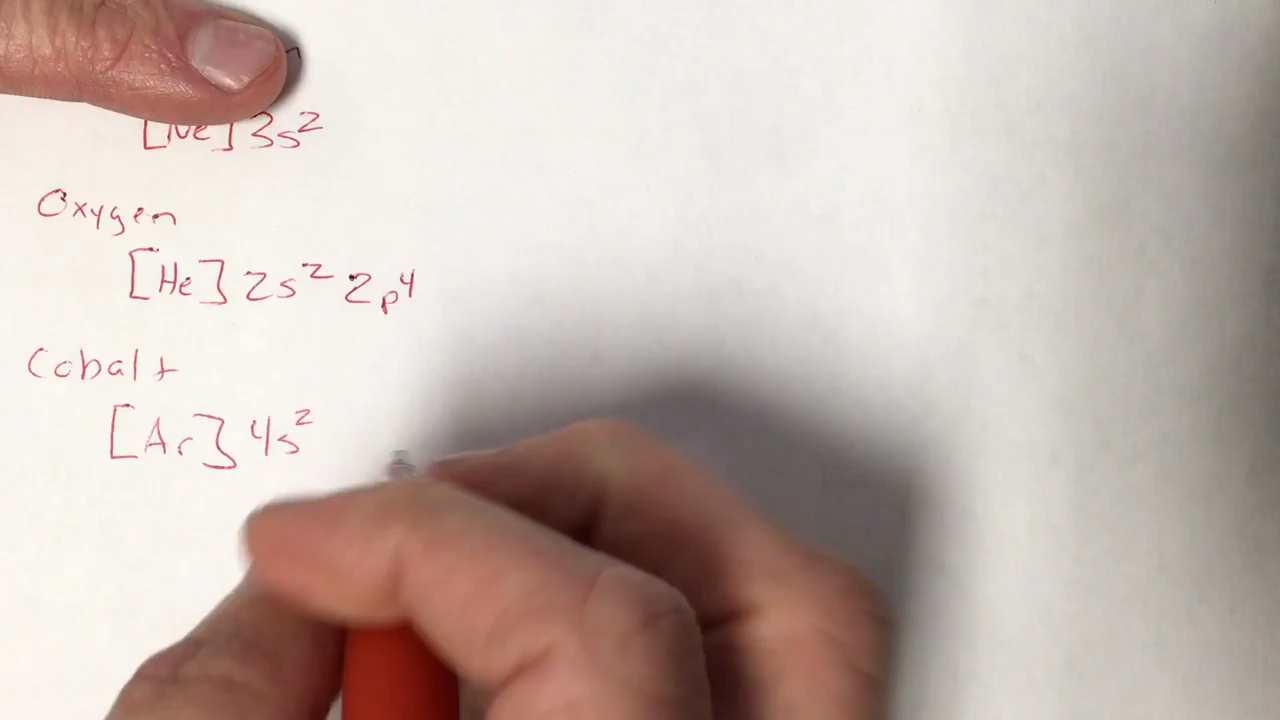 [Ne] 3s²
Oxygen
[He] 2s² 2p⁴
Cobalt
[Ar] 4s²